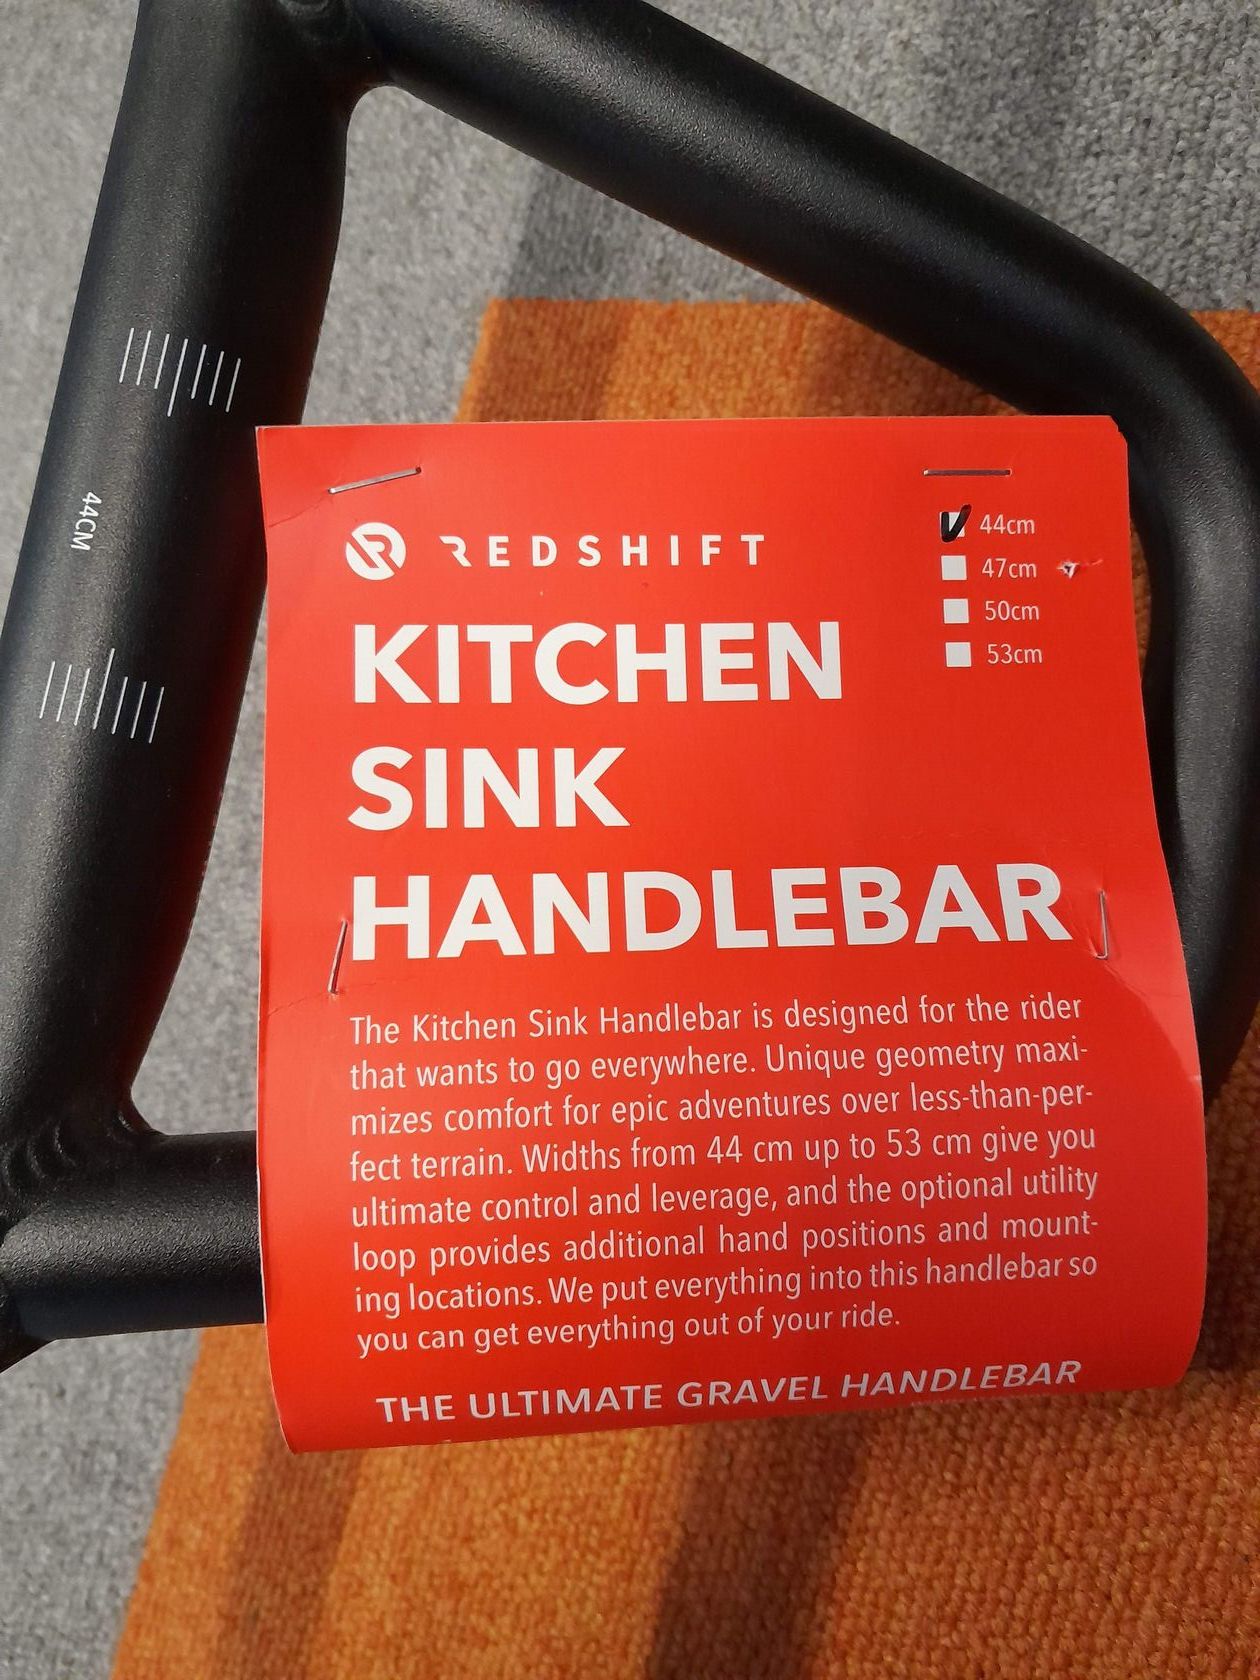 44CM
REDSHIFT
44cm
47cm
50cm
53cm
KITCHEN
SINK
HANDLEBAR
The Kitchen Sink Handlebar is designed for the rider
that wants to go everywhere. Unique geometry maxi-
mizes comfort for epic adventures over less-than-per-
fect terrain. Widths from 44 cm up to 53 cm give you
ultimate control and leverage, and the optional utility
loop provides additional hand positions and mount-
ing locations. We put everything into this handlebar so
you can get everything out of your ride.
THE ULTIMATE GRAVEL HANDLEBAR